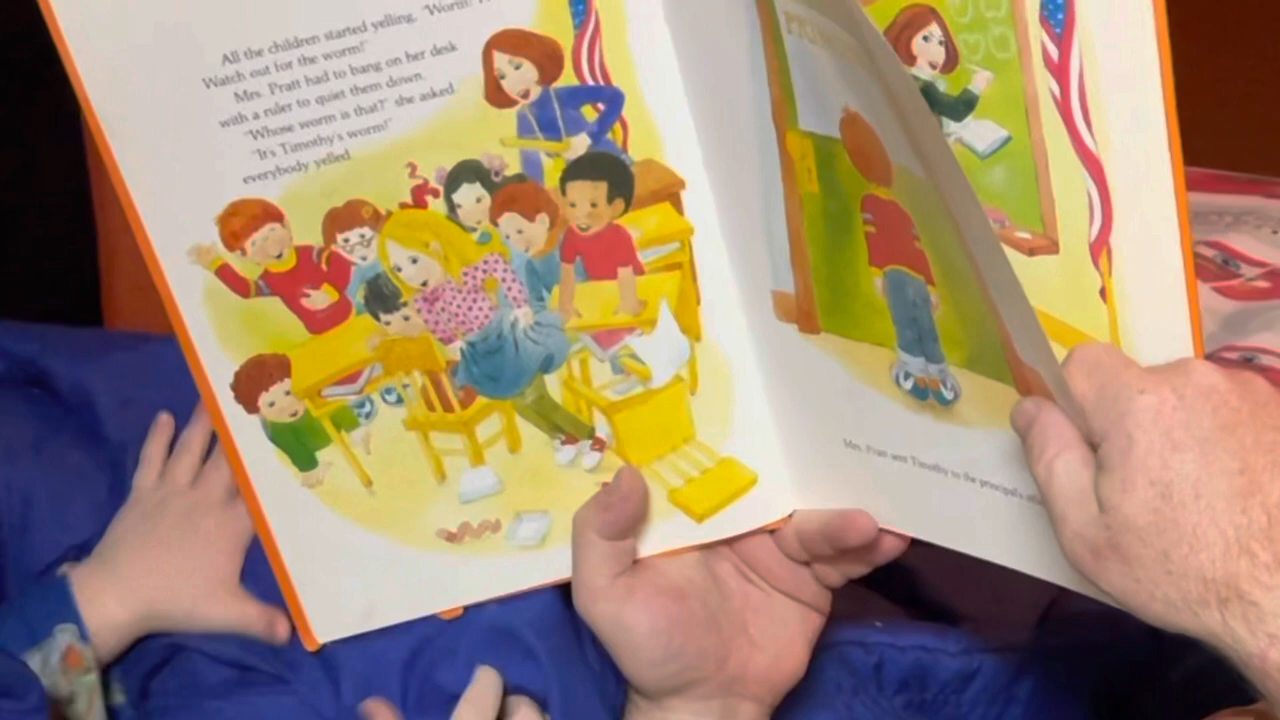 All the children started yelling, "Worm!
Watch out for the worm!"
Mrs. Pratt had to bang on her desk
with a ruler to quiet them down.
"Whose worm is that?" she asked.
"It's Timothy's worm!"
everybody yelled.
Mrs. Pratt sent Timothy to the principal's